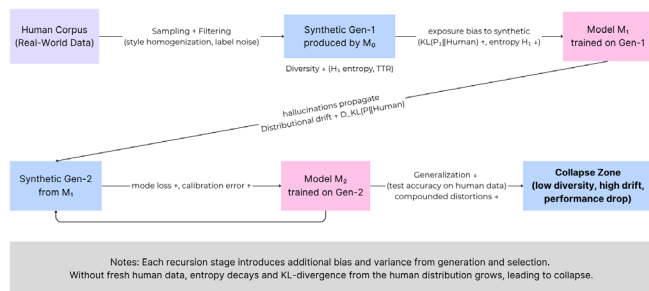 Human Corpus
(Real-World Data)
Sampling + Filtering
(style homogenization, label noise)
Synthetic Gen-1
produced by M₀
Diversity ↓ (H₁ entropy, TTR)
exposure bias to synthetic
(KL(P₁‖Human) ↑, entropy H₁ ↓)
Model M₁
trained on Gen-1
hallucinations propagate
Distributional drift ↑ D_KL(P‖Human)
Synthetic Gen-2
from M₁
mode loss ↑, calibration error ↑
Model M₂
trained on Gen-2
Generalization ↓
(test accuracy on human data)
compounded distortions →
Collapse Zone
(low diversity, high drift,
performance drop)
Notes: Each recursion stage introduces additional bias and variance from generation and selection.
Without fresh human data, entropy decays and KL-divergence from the human distribution grows, leading to collapse.